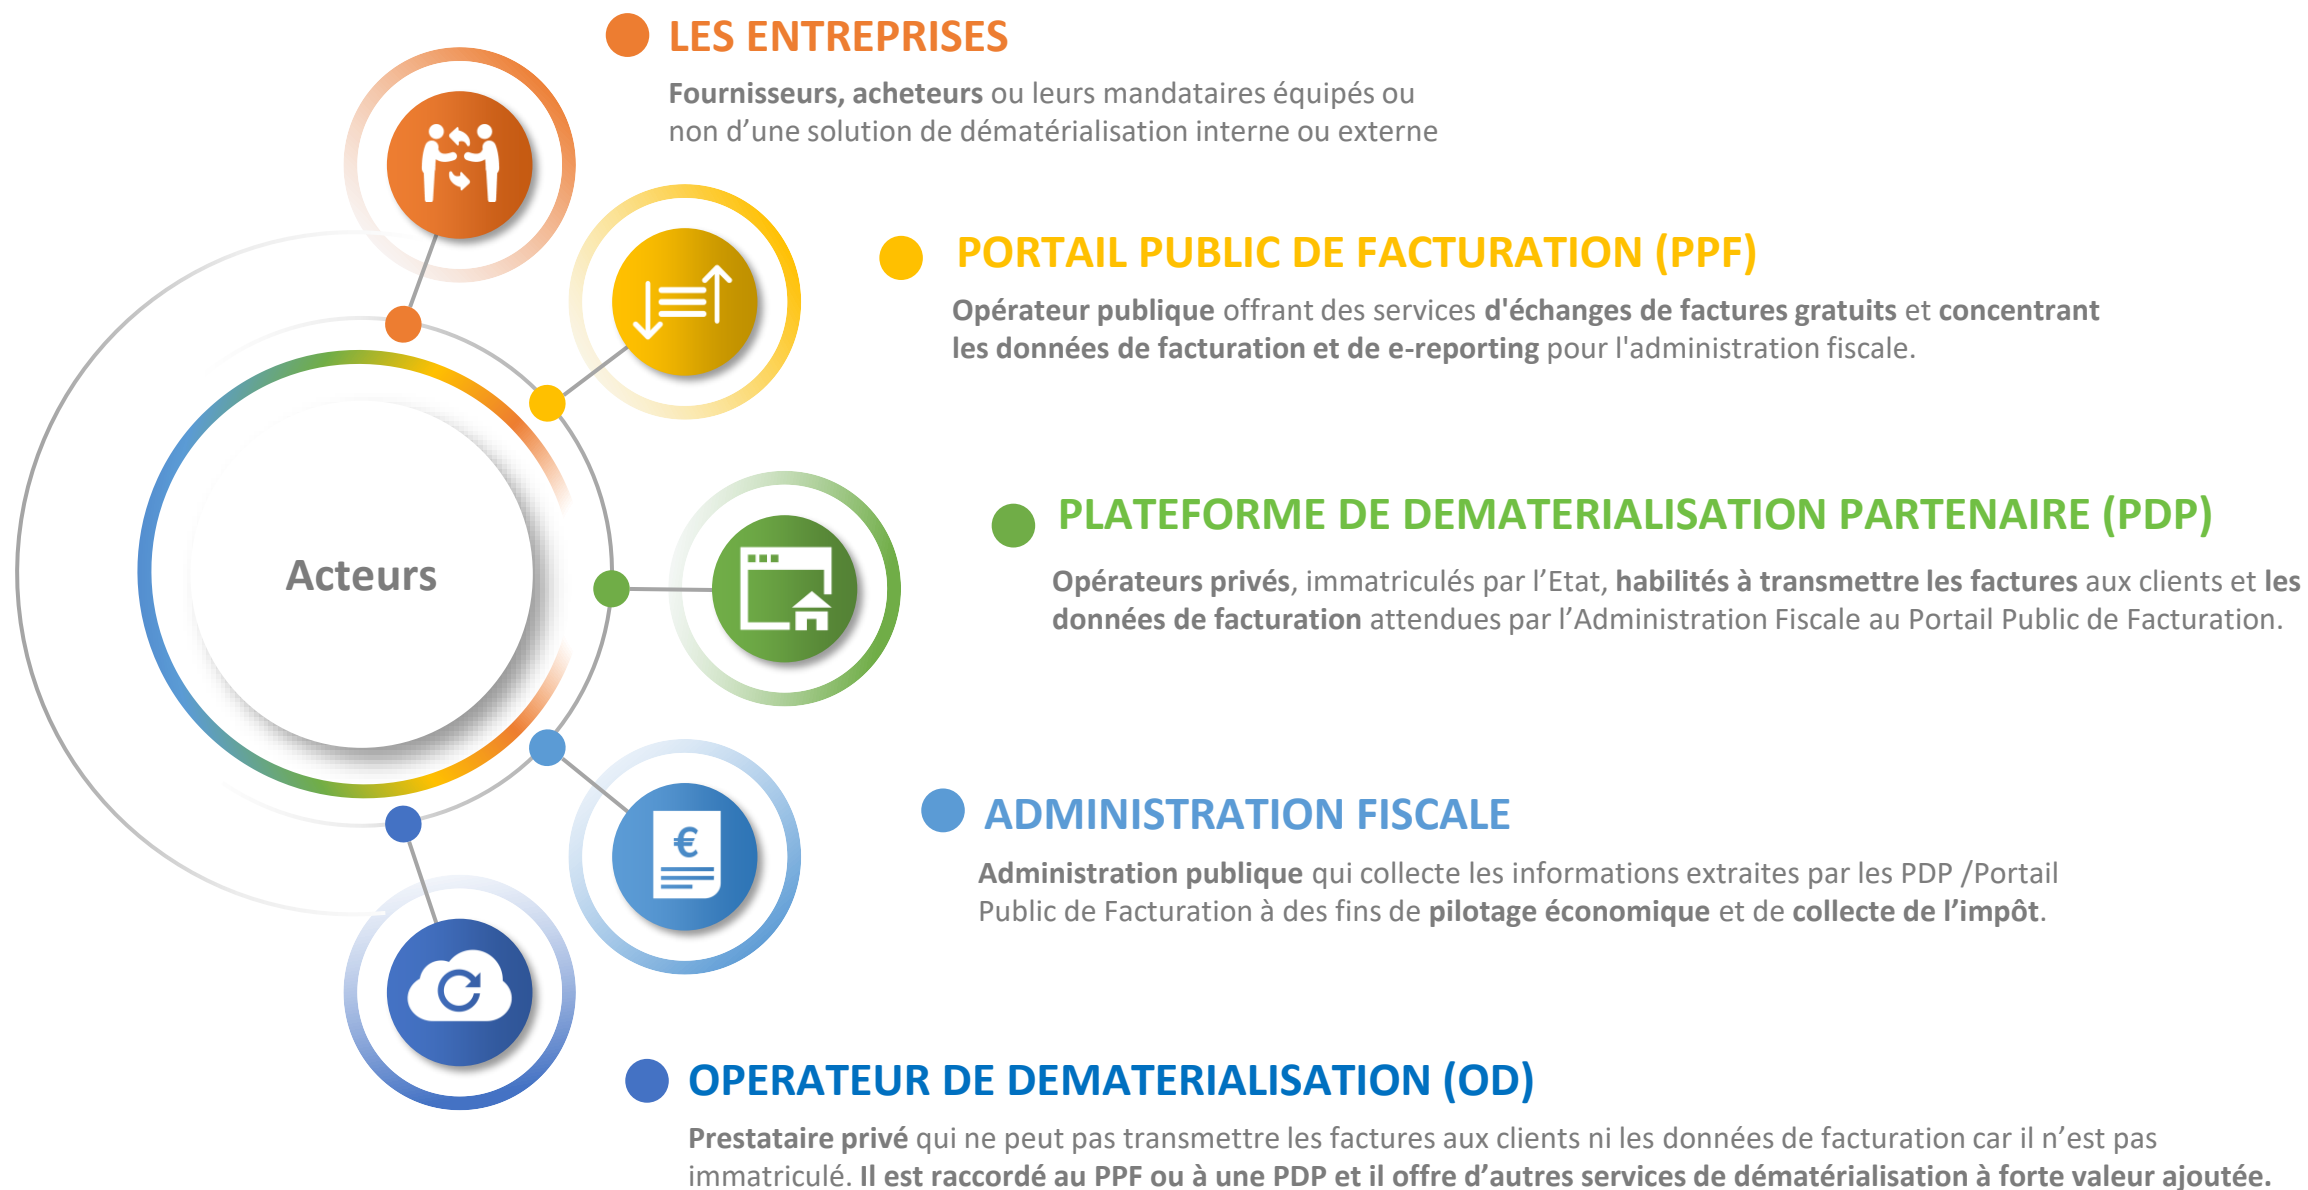 LES ENTREPRISES
Fournisseurs, acheteurs ou leurs mandataires équipés ou
non d’une solution de dématérialisation interne ou externe
PORTAIL PUBLIC DE FACTURATION (PPF)
Opérateur publique offrant des services d'échanges de factures gratuits et concentrant
les données de facturation et de e-reporting pour l'administration fiscale.
PLATEFORME DE DEMATERIALISATION PARTENAIRE (PDP)
Opérateurs privés, immatriculés par l’Etat, habilités à transmettre les factures aux clients et les
données de facturation attendues par l’Administration Fiscale au Portail Public de Facturation.
Acteurs
ADMINISTRATION FISCALE
€
Administration publique qui collecte les informations extraites par les PDP /Portail
Public de Facturation à des fins de pilotage économique et de collecte de l’impôt.
OPERATEUR DE DEMATERIALISATION (OD)
Prestataire privé qui ne peut pas transmettre les factures aux clients ni les données de facturation car il n’est pas
immatriculé. Il est raccordé au PPF ou à une PDP et il offre d’autres services de dématérialisation à forte valeur ajoutée.